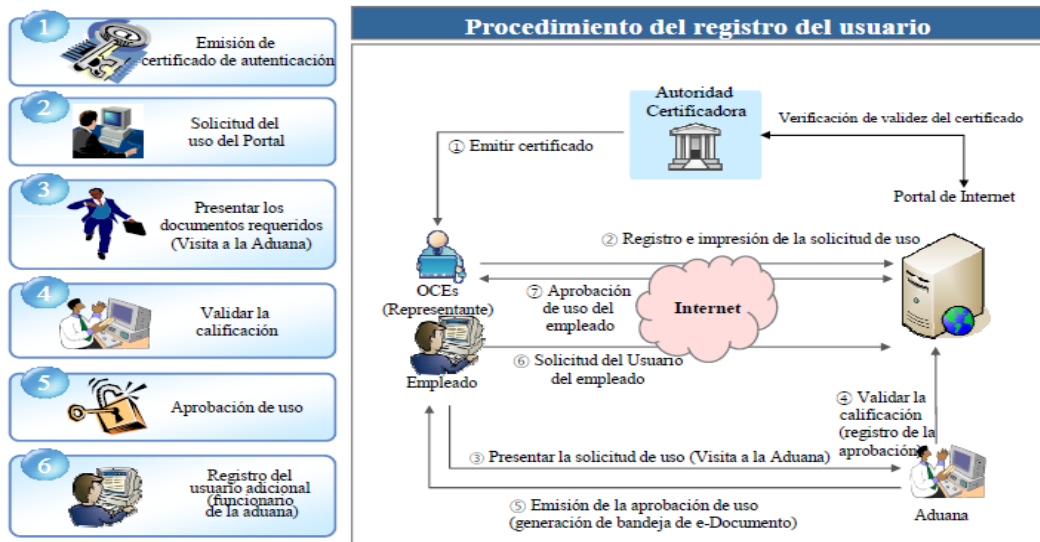 1
Emisión de
certificado de autenticación
2
Solicitud del
uso del Portal
3
Presentar los
documentos requeridos
(Visita a la Aduana)
4
Validar la
calificación
5
Aprobación de uso
6
Registro del
usuario adicional
(funcionario
de la aduana)
Procedimiento del registro del usuario
Autoridad
Certificadora
Verificación de validez del certificado
① Emitir certificado
Portal de Internet
② Registro e impresión de la solicitud de uso
OCEs
(Representante)
⑦ Aprobación
de uso del
empleado
Internet
Empleado
⑥ Solicitud del Usuario
del empleado
④ Validar la
calificación
(registro de la
aprobación)
③ Presentar la solicitud de uso (Visita a la Aduana)
⑤ Emisión de la aprobación de uso
(generación de bandeja de e-Documento)
Aduana